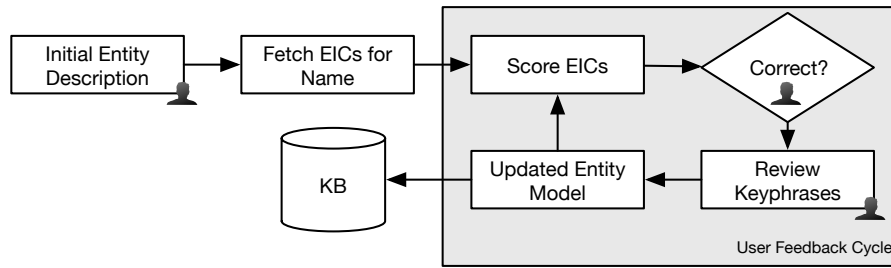 Initial Entity
Description
Fetch EICs for
Name
Score EICs
Correct?
KB
Updated Entity
Model
Review
Keyphrases
User Feedback Cycle